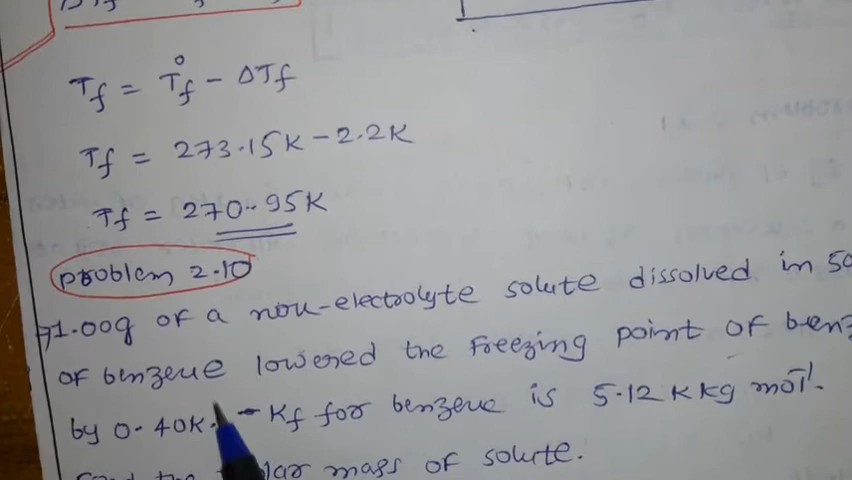 Tf = T°f - ΔTf
Tf = 273.15K - 2.2K
Tf = 270.95K
problem 2.10
→1.00g of a non-electrolyte solute dissolved in 50
of benzene lowered the Freezing point of benz
by 0.40K. - Kf for benzene is 5.12 K kg mol⁻¹.
mass of solute.